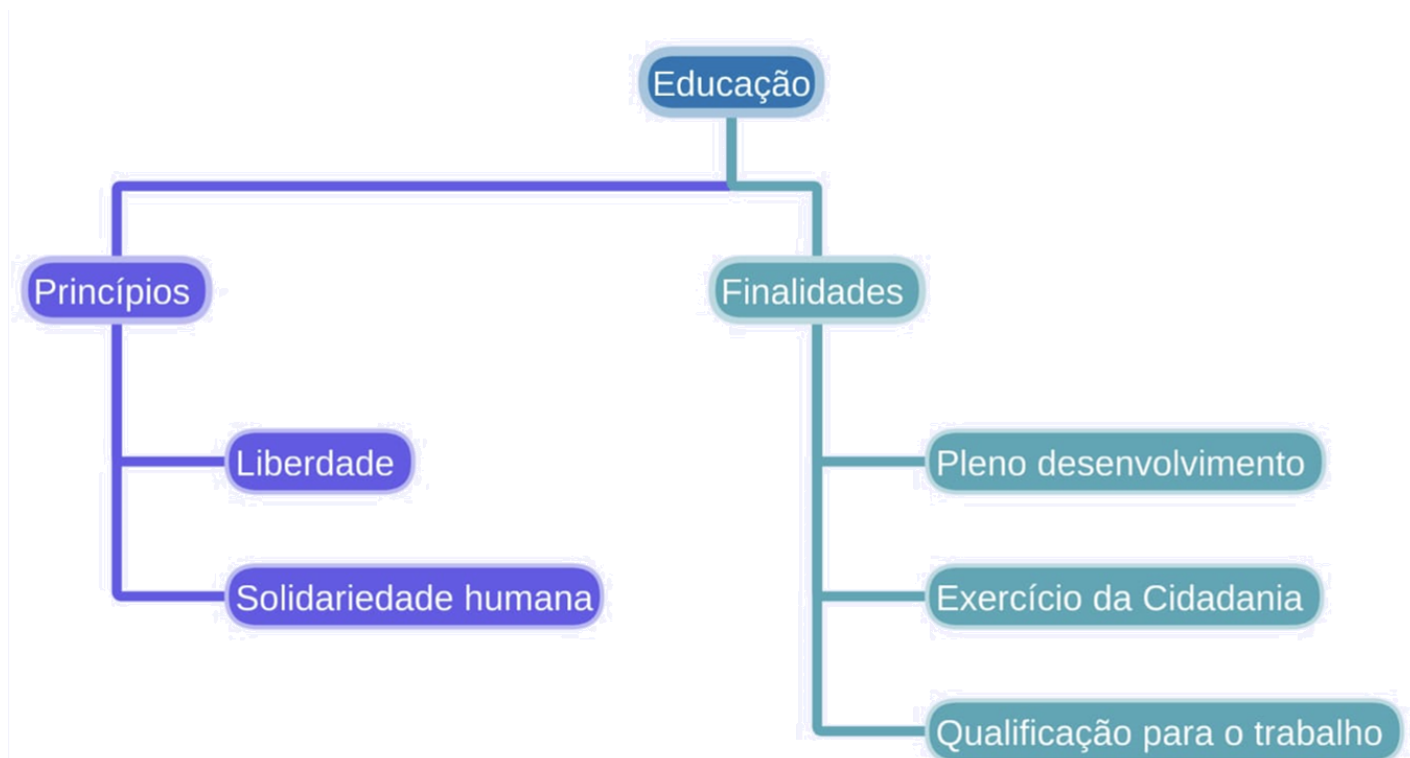 Educação
Princípios
Finalidades
Liberdade
Pleno desenvolvimento
Solidariedade humana
Exercício da Cidadania
Qualificação para o trabalho